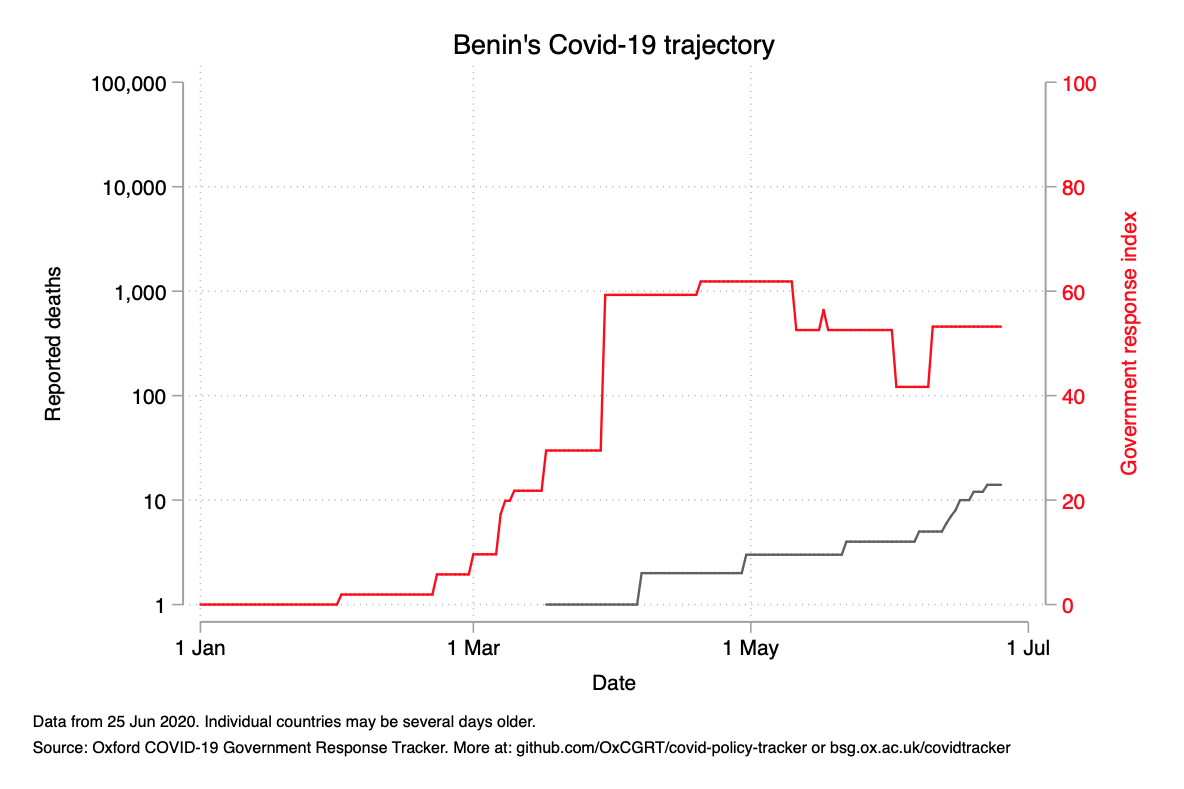 Benin's Covid-19 trajectory
100,000
10,000
1,000
100
10
1
Reported deaths
100
80
60
40
20
0
Government response index
1 Jan
1 Mar
1 May
1 Jul
Date
Data from 25 Jun 2020. Individual countries may be several days older.
Source: Oxford COVID-19 Government Response Tracker. More at: github.com/OxCGRT/covid-policy-tracker or bsg.ox.ac.uk/covidtracker